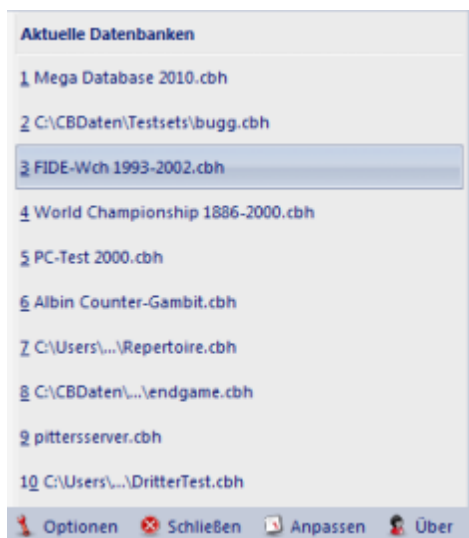 Aktuelle Datenbanken
1 Mega Database 2010.cbh
2 C:\CBDaten\Testsets\bugg.cbh
3 FIDE-Wch 1993-2002.cbh
4 World Championship 1886-2000.cbh
5 PC-Test 2000.cbh
6 Albin Counter-Gambit.cbh
7 C:\Users\...\Repertoire.cbh
8 C:\CBDaten\...\endgame.cbh
9 pittersserver.cbh
10 C:\Users\...\DritterTest.cbh
Optionen Schließen Anpassen Über